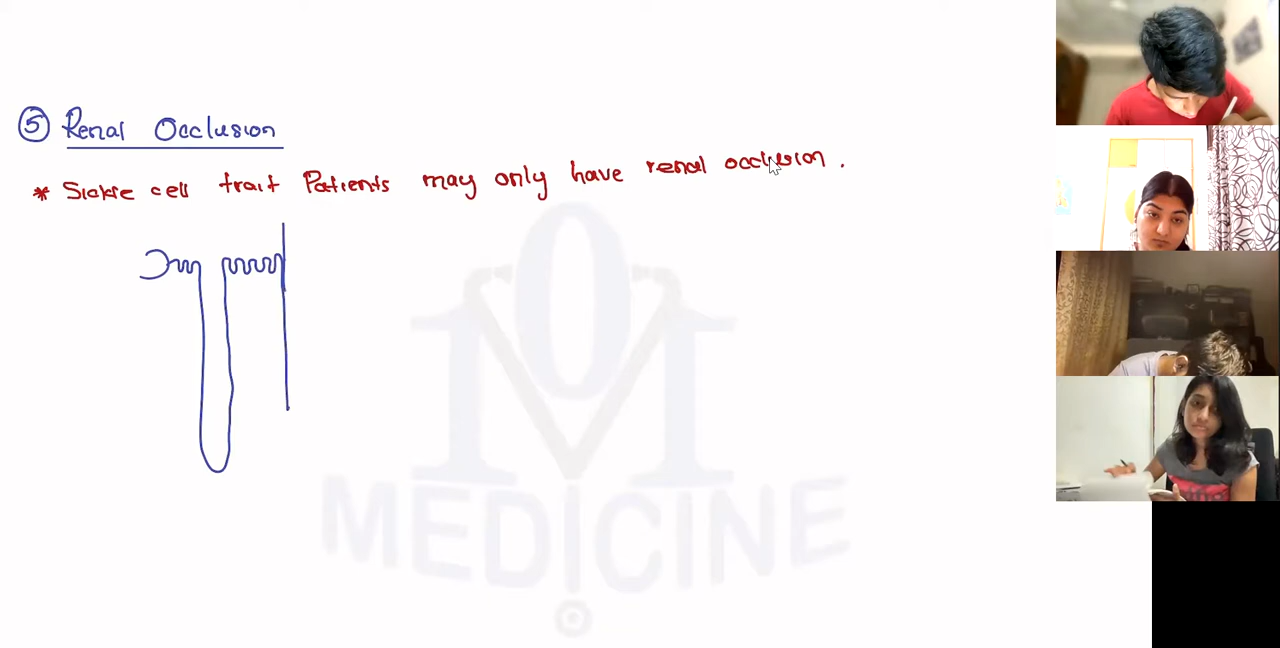 ⑤ Renal Occlusion
* Sickle cell trait Patients may only have renal occlusion.
MEDICINE